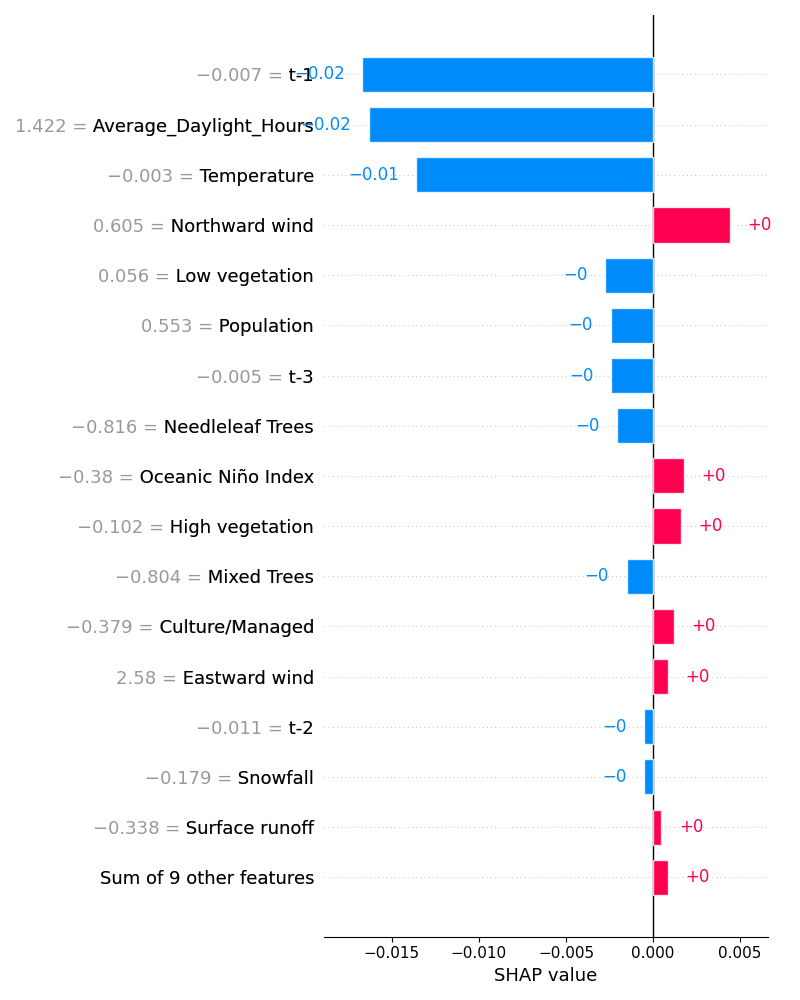 −0.007 = t-1 −0.02
1.422 = Average_Daylight_Hours −0.02
−0.003 = Temperature −0.01
0.605 = Northward wind +0
0.056 = Low vegetation −0
0.553 = Population −0
−0.005 = t-3 −0
−0.816 = Needleleaf Trees −0
−0.38 = Oceanic Niño Index +0
−0.102 = High vegetation +0
−0.804 = Mixed Trees −0
−0.379 = Culture/Managed +0
2.58 = Eastward wind +0
−0.011 = t-2 −0
−0.179 = Snowfall −0
−0.338 = Surface runoff +0
Sum of 9 other features +0
−0.015 −0.010 −0.005 0.000 0.005
SHAP value